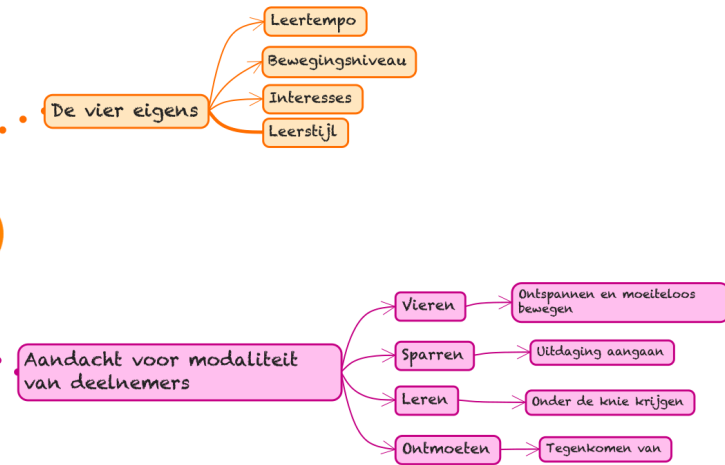 Leertempo
Bewegingsniveau
De vier eigens
Interesses
Leerstijl
Aandacht voor modaliteit
van deelnemers
Vieren
Ontspannen en moeiteloos
bewegen
Sparren
Uitdaging aangaan
Leren
Onder de knie krijgen
Ontmoeten
Tegenkomen van